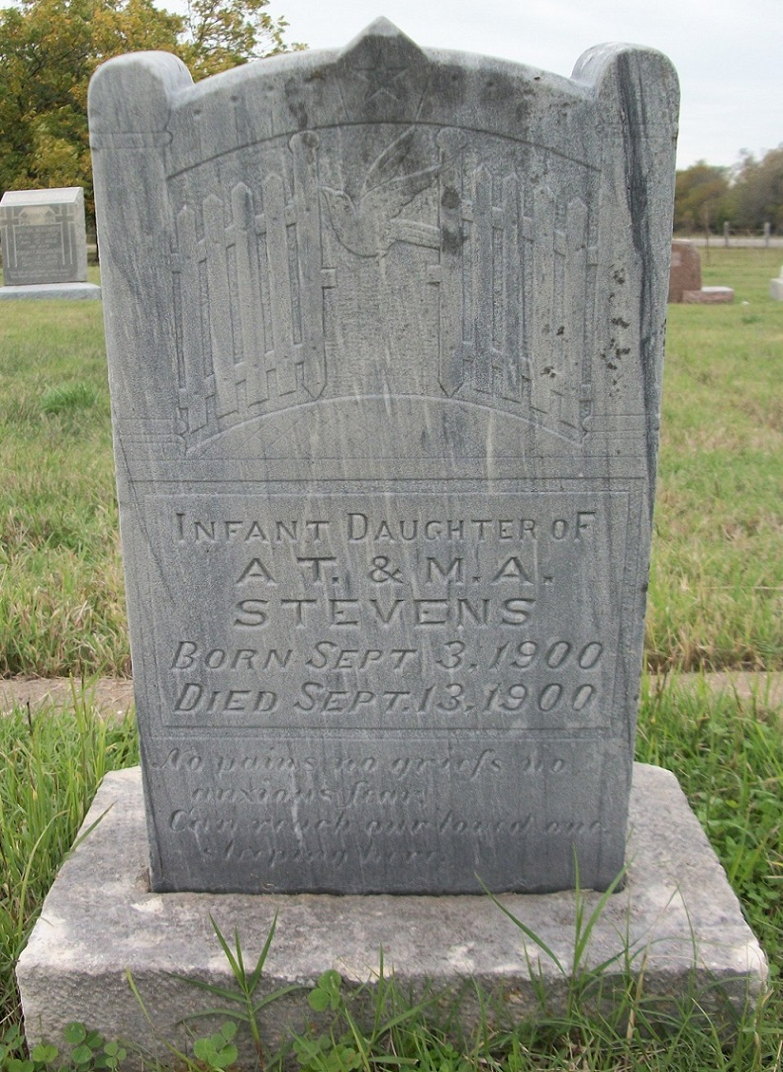 INFANT DAUGHTER OF
A T. & M. A.
STEVENS
BORN SEPT 3, 1900
DIED SEPT. 13, 1900
No pains no griefs no
anxious fear
Can reach our loved one
sleeping here.